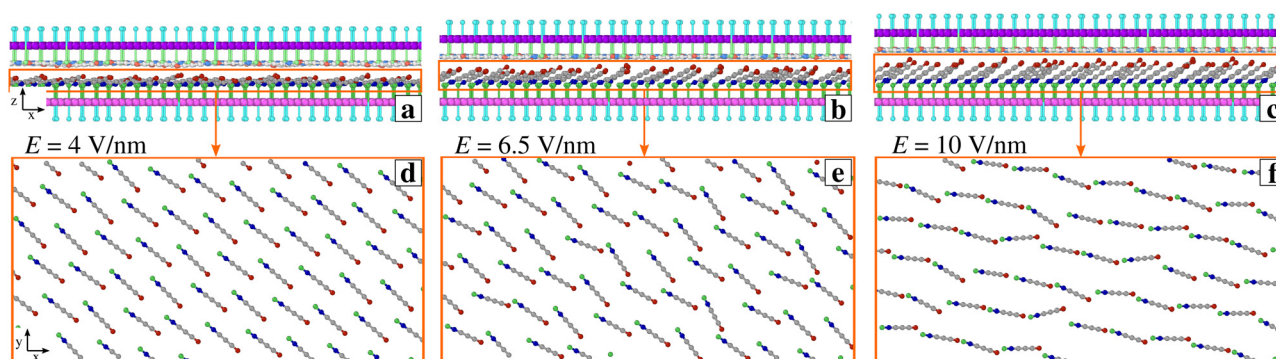 z
x
a
b
c
E = 4 V/nm
E = 6.5 V/nm
E = 10 V/nm
d
e
f
y
x